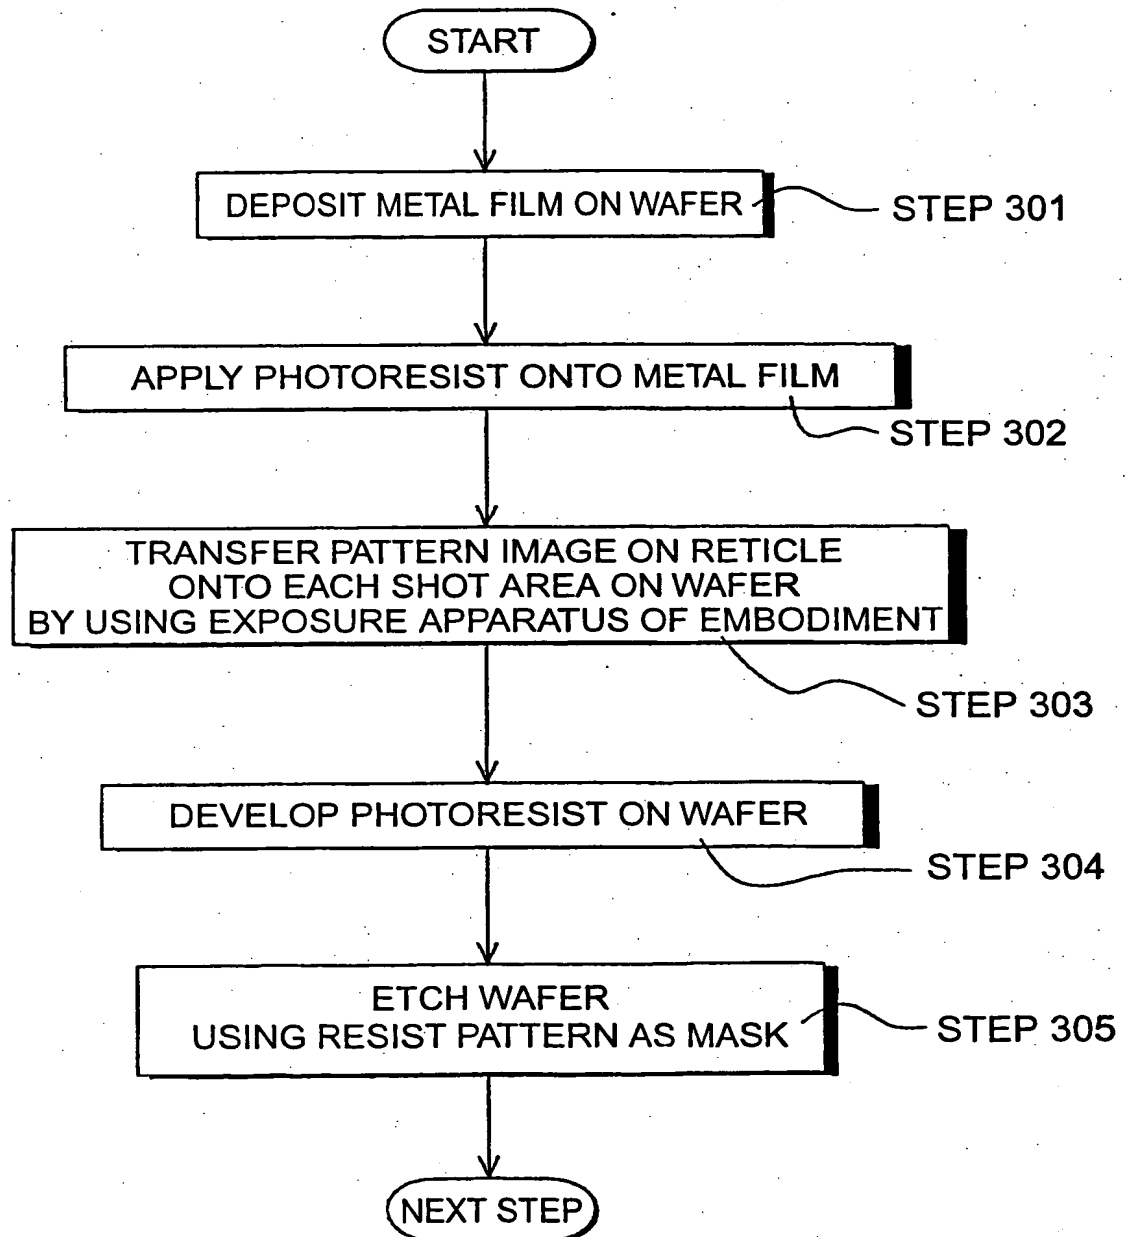 START
DEPOSIT METAL FILM ON WAFER
STEP 301
APPLY PHOTORESIST ONTO METAL FILM
STEP 302
TRANSFER PATTERN IMAGE ON RETICLE
ONTO EACH SHOT AREA ON WAFER
BY USING EXPOSURE APPARATUS OF EMBODIMENT
STEP 303
DEVELOP PHOTORESIST ON WAFER
STEP 304
ETCH WAFER
USING RESIST PATTERN AS MASK
STEP 305
NEXT STEP